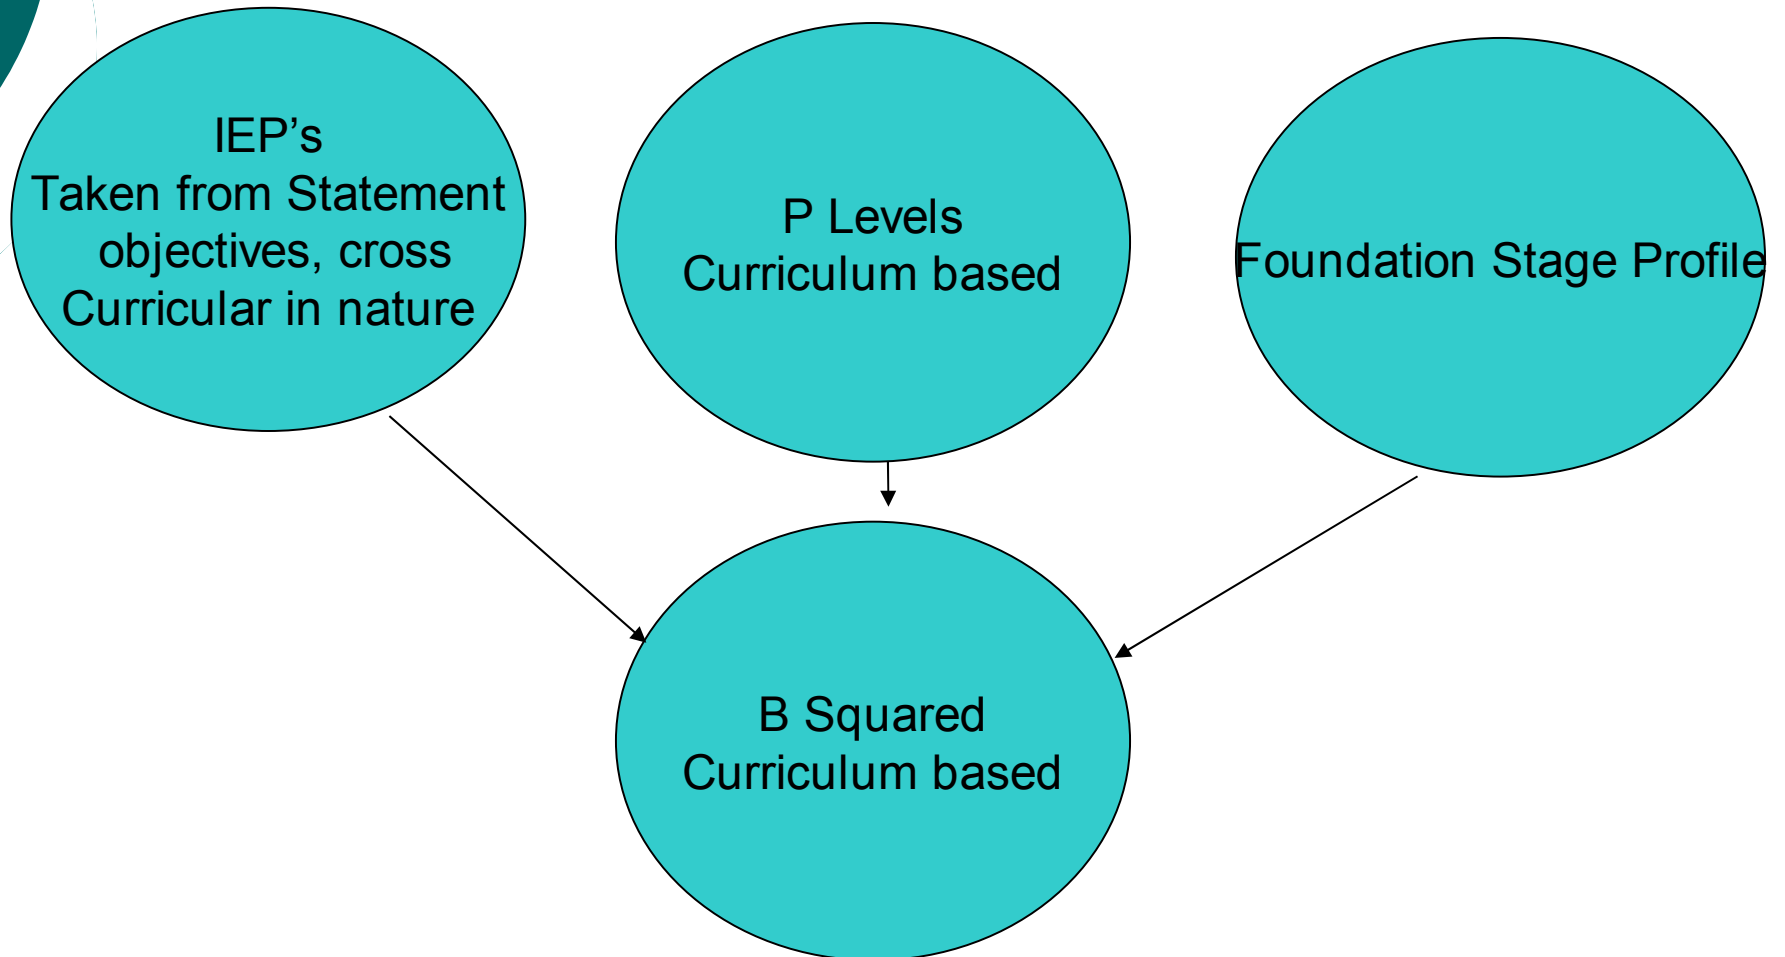 IEP’s
Taken from Statement
objectives, cross
Curricular in nature
P Levels
Curriculum based
Foundation Stage Profile
B Squared
Curriculum based